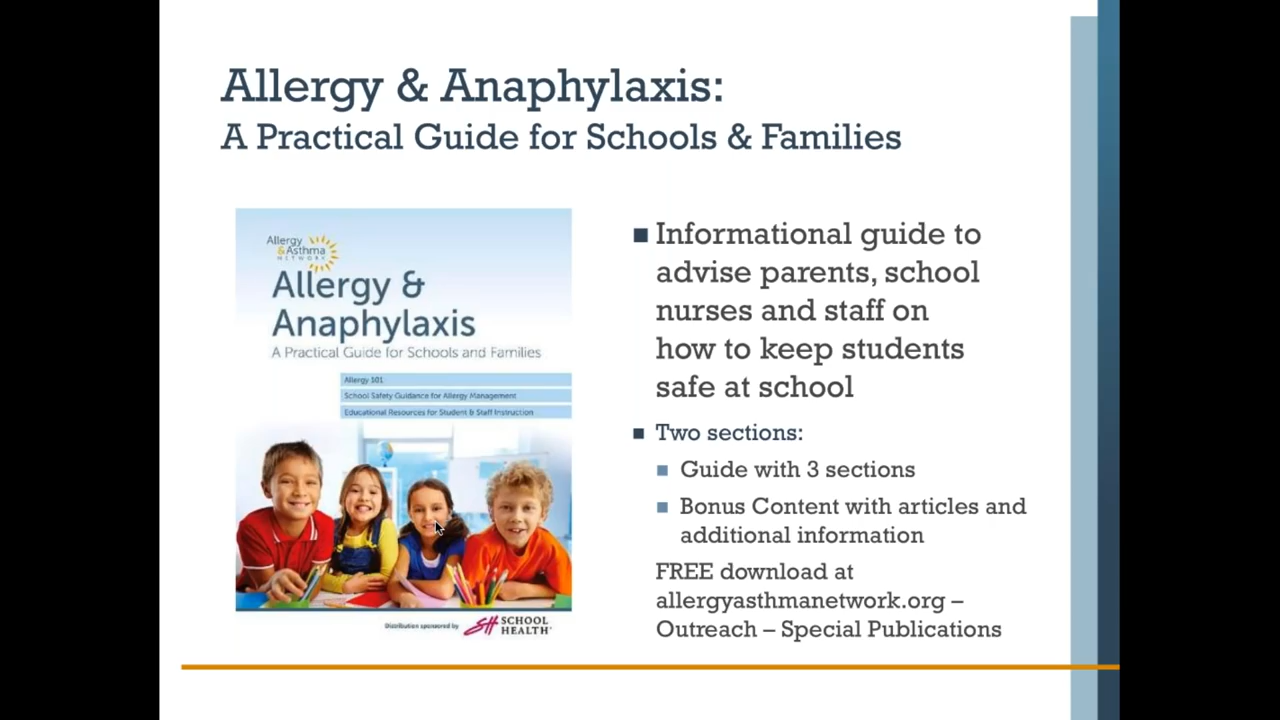 Allergy & Anaphylaxis:
A Practical Guide for Schools & Families
Allergy
&Asthma
NETWORK
Allergy &
Anaphylaxis
A Practical Guide for Schools and Families
Allergy 101
School Safety Guidance for Allergy Management
Educational Resources for Student & Staff Instruction
Distribution sponsored by
SH SCHOOL
HEALTH
■ Informational guide to
advise parents, school
nurses and staff on
how to keep students
safe at school
■ Two sections:
■ Guide with 3 sections
■ Bonus Content with articles and
additional information
FREE download at
allergyasthmanetwork.org –
Outreach – Special Publications